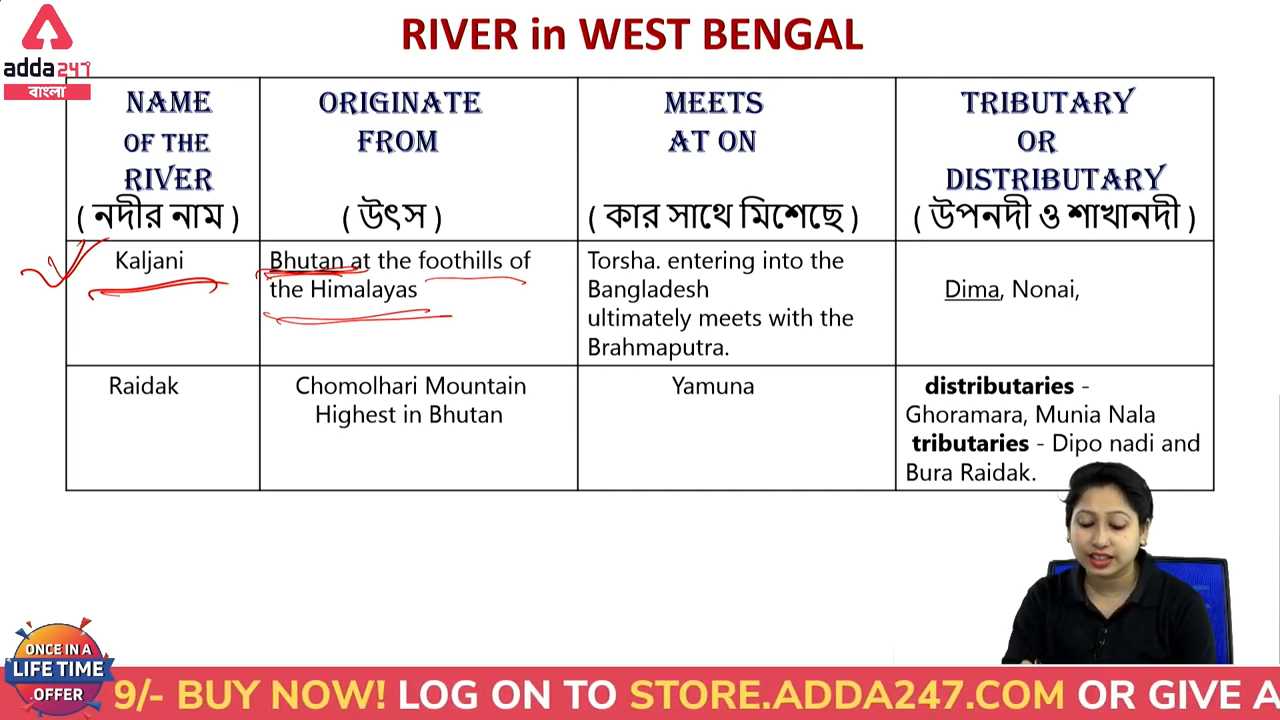 RIVER in WEST BENGAL
adda247
বাংলা
NAME
OF THE
RIVER
( নদীর নাম )
ORIGINATE
FROM
( উৎস )
MEETS
AT ON
( কার সাথে মিশেছে )
TRIBUTARY
OR
DISTRIBUTARY
( উপনদী ও শাখানদী )
Kaljani
Bhutan at the foothills of
the Himalayas
Torsha. entering into the
Bangladesh
ultimately meets with the
Brahmaputra.
Dima, Nonai,
Raidak
Chomolhari Mountain
Highest in Bhutan
Yamuna
distributaries -
Ghoramara, Munia Nala
tributaries - Dipo nadi and
Bura Raidak.
ONCE IN A
LIFE TIME
OFFER
9/- BUY NOW! LOG ON TO STORE.ADDA247.COM OR GIVE A